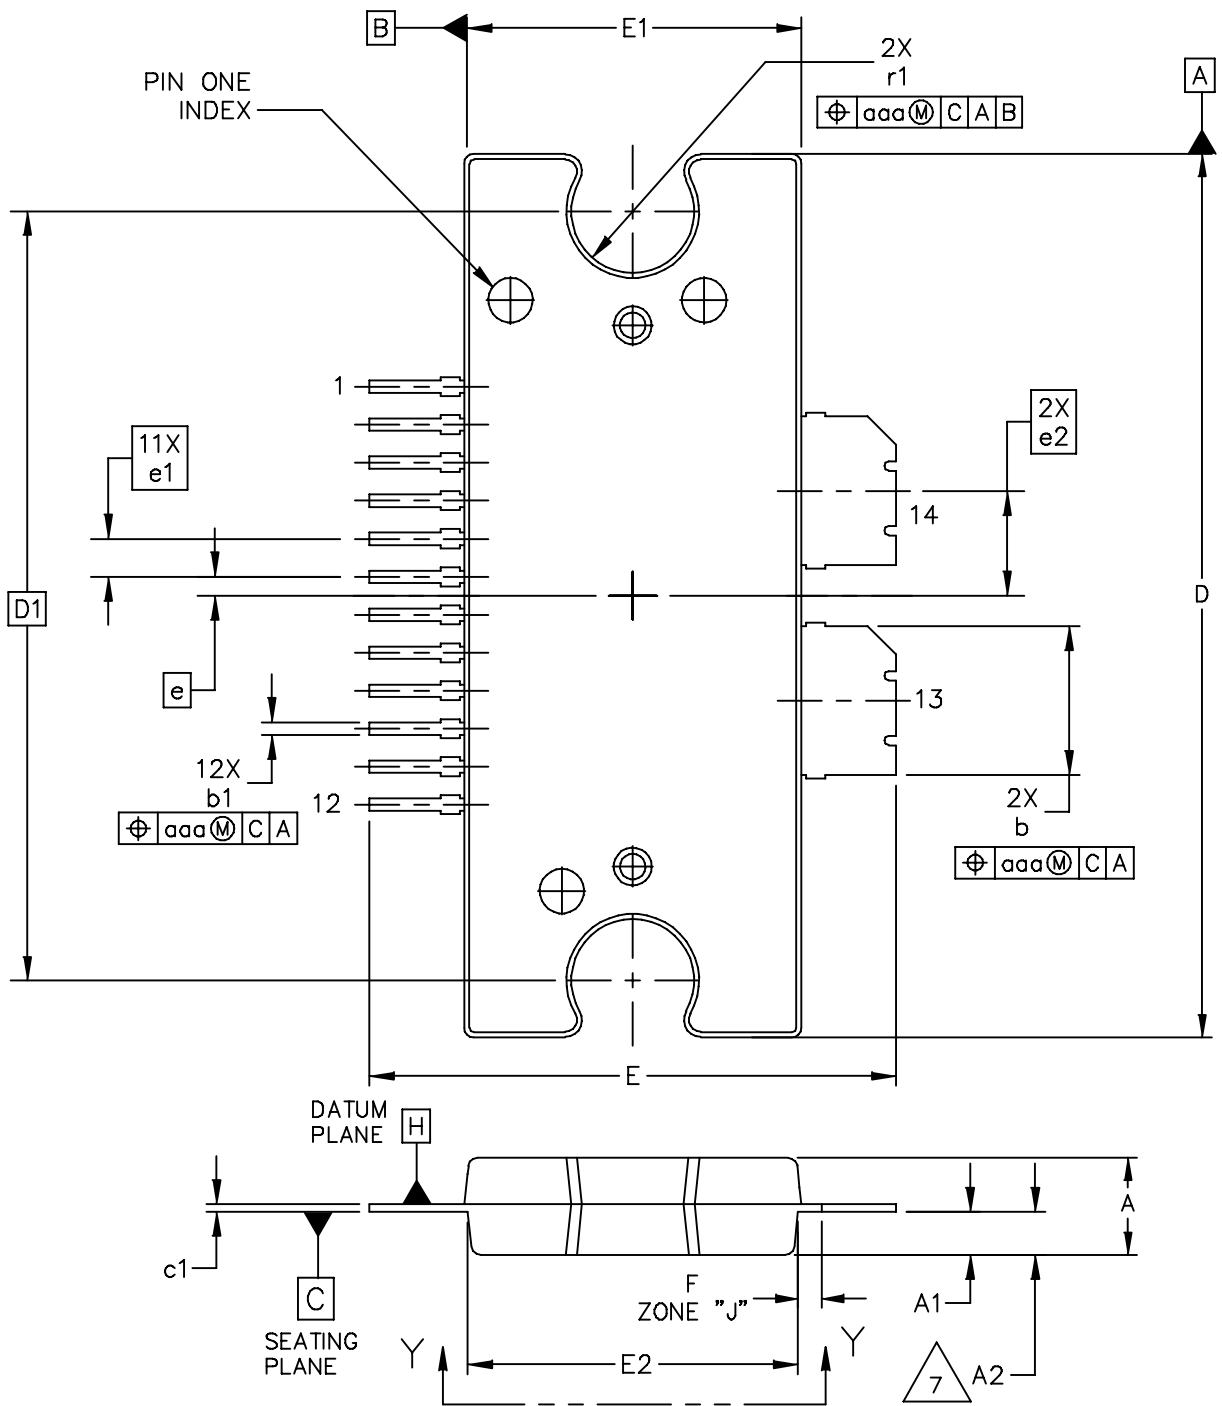 B
E1
2X
r1
⌖ aaa Ⓜ C A B
A
PIN ONE
INDEX
1
11X
e1
2X
e2
14
D1
D
e
13
12X
b1
⌖ aaa Ⓜ C A
12
2X
b
⌖ aaa Ⓜ C A
E
DATUM
PLANE
H
A
c1
C
SEATING
PLANE
F
ZONE "J"
A1
Y
E2
Y
7
A2